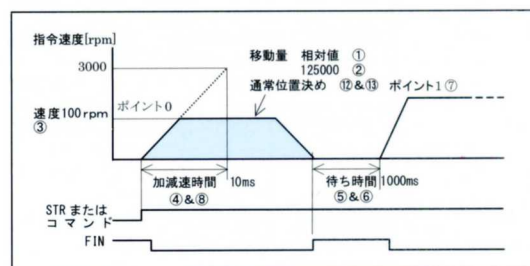 指令速度[rpm]
3000
移動量 相対値 ①
125000 ②
通常位置決め ⑫&⑬ ポイント1⑦
速度100rpm
③
ポイント0
加減速時間 10ms
④&⑧
待ち時間 1000ms
⑤&⑥
STRまたは
コマンド
FIN